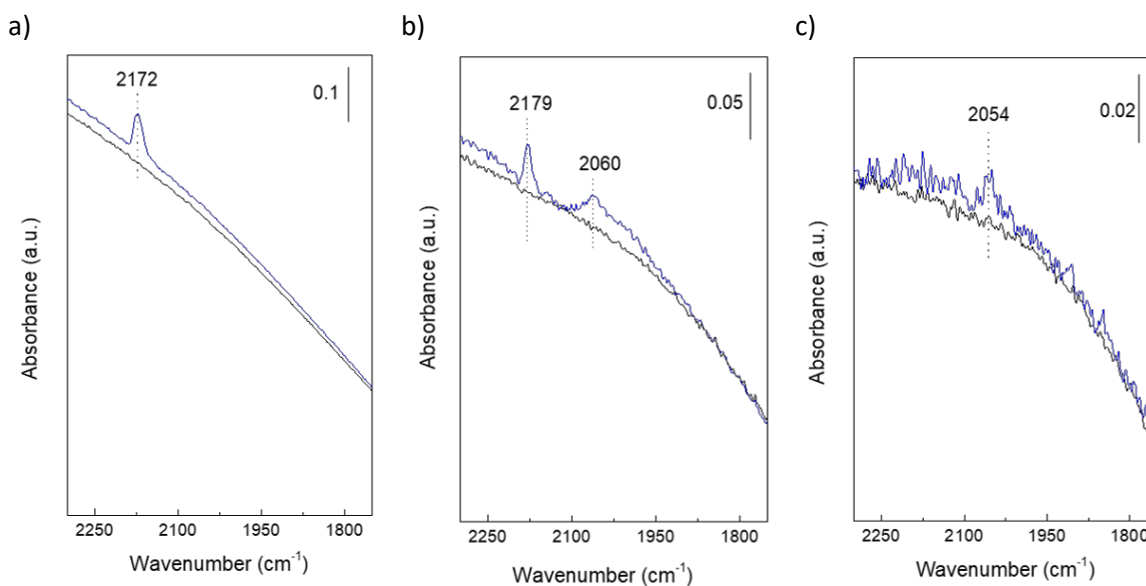 a)
2172
0.1
Absorbance (a.u.)
2250 2100 1950 1800
Wavenumber (cm-1)
b)
2179
2060
0.05
Absorbance (a.u.)
2250 2100 1950 1800
Wavenumber (cm-1)
c)
2054
0.02
Absorbance (a.u.)
2250 2100 1950 1800
Wavenumber (cm-1)